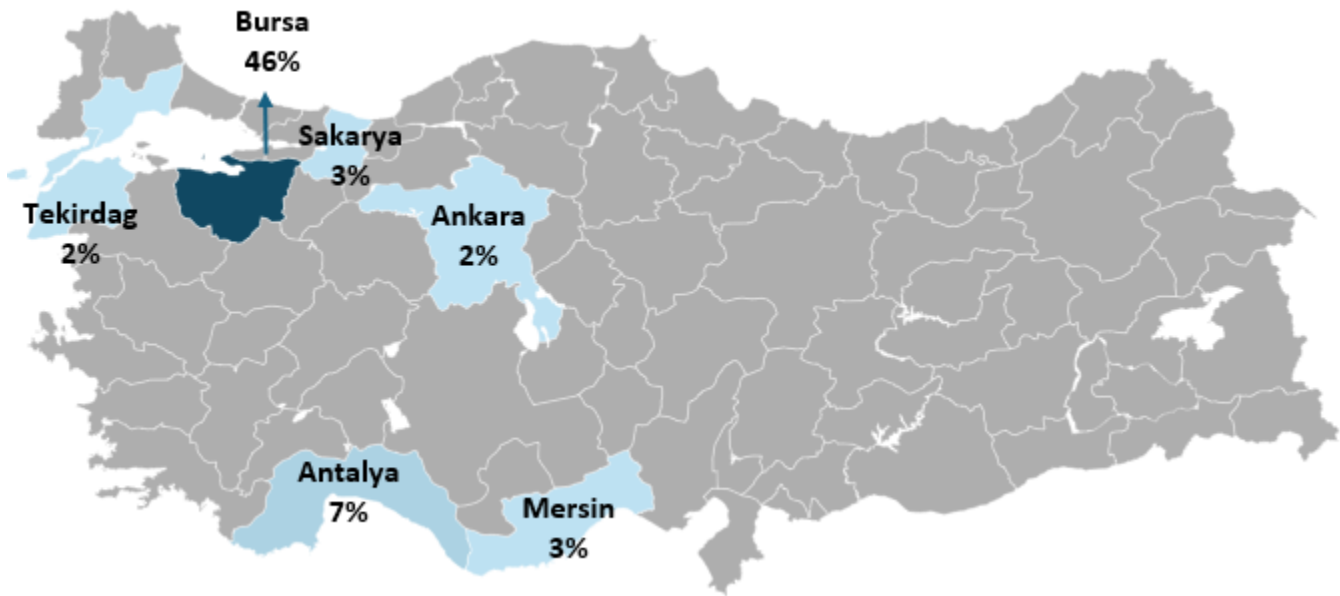 Bursa
46%
Sakarya
3%
Tekirdag
2%
Ankara
2%
Antalya
7%
Mersin
3%